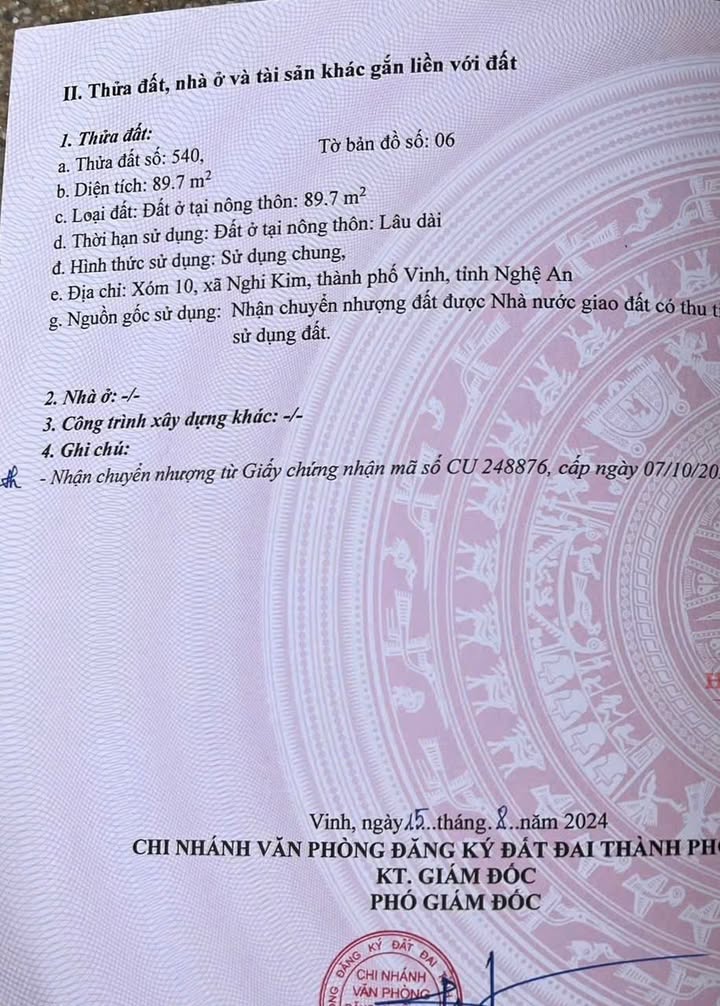 II. Thửa đất, nhà ở và tài sản khác gắn liền với đất
1. Thửa đất:
a. Thửa đất số: 540, Tờ bản đồ số: 06
b. Diện tích: 89.7 m²
c. Loại đất: Đất ở tại nông thôn: 89.7 m²
d. Thời hạn sử dụng: Đất ở tại nông thôn: Lâu dài
đ. Hình thức sử dụng: Sử dụng chung,
e. Địa chỉ: Xóm 10, xã Nghi Kim, thành phố Vinh, tỉnh Nghệ An
g. Nguồn gốc sử dụng: Nhận chuyển nhượng đất được Nhà nước giao đất có thu
sử dụng đất.
2. Nhà ở: -/-
3. Công trình xây dựng khác: -/-
4. Ghi chú:
- Nhận chuyển nhượng từ Giấy chứng nhận mã số CU 248876, cấp ngày 07/10/20
Vinh, ngày 15..tháng. 8..năm 2024
CHI NHÁNH VĂN PHÒNG ĐĂNG KÝ ĐẤT ĐAI THÀNH
KT. GIÁM ĐỐC
PHÓ GIÁM ĐỐC
ĐĂNG KÝ ĐẤT ĐAI
CHI NHÁNH
VĂN PHÒNG